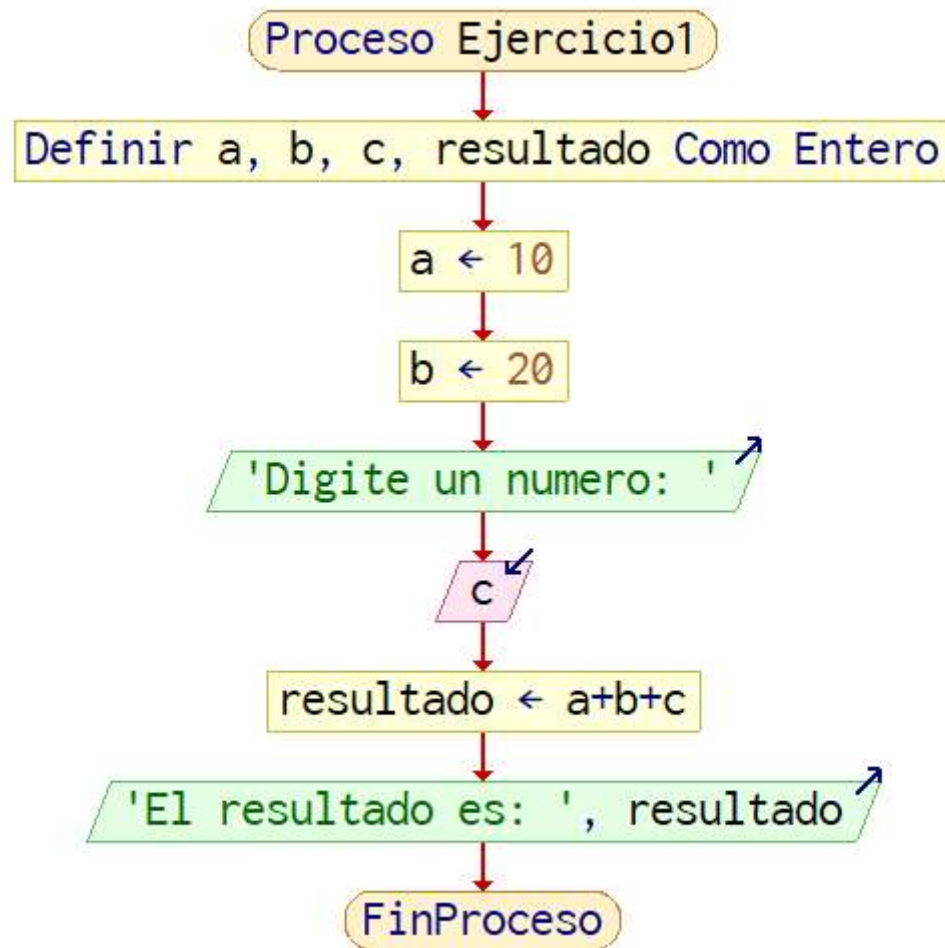 Proceso Ejercicio1
Definir a, b, c, resultado Como Entero
a ← 10
b ← 20
'Digite un numero: '
c
resultado ← a+b+c
'El resultado es: ', resultado
FinProceso